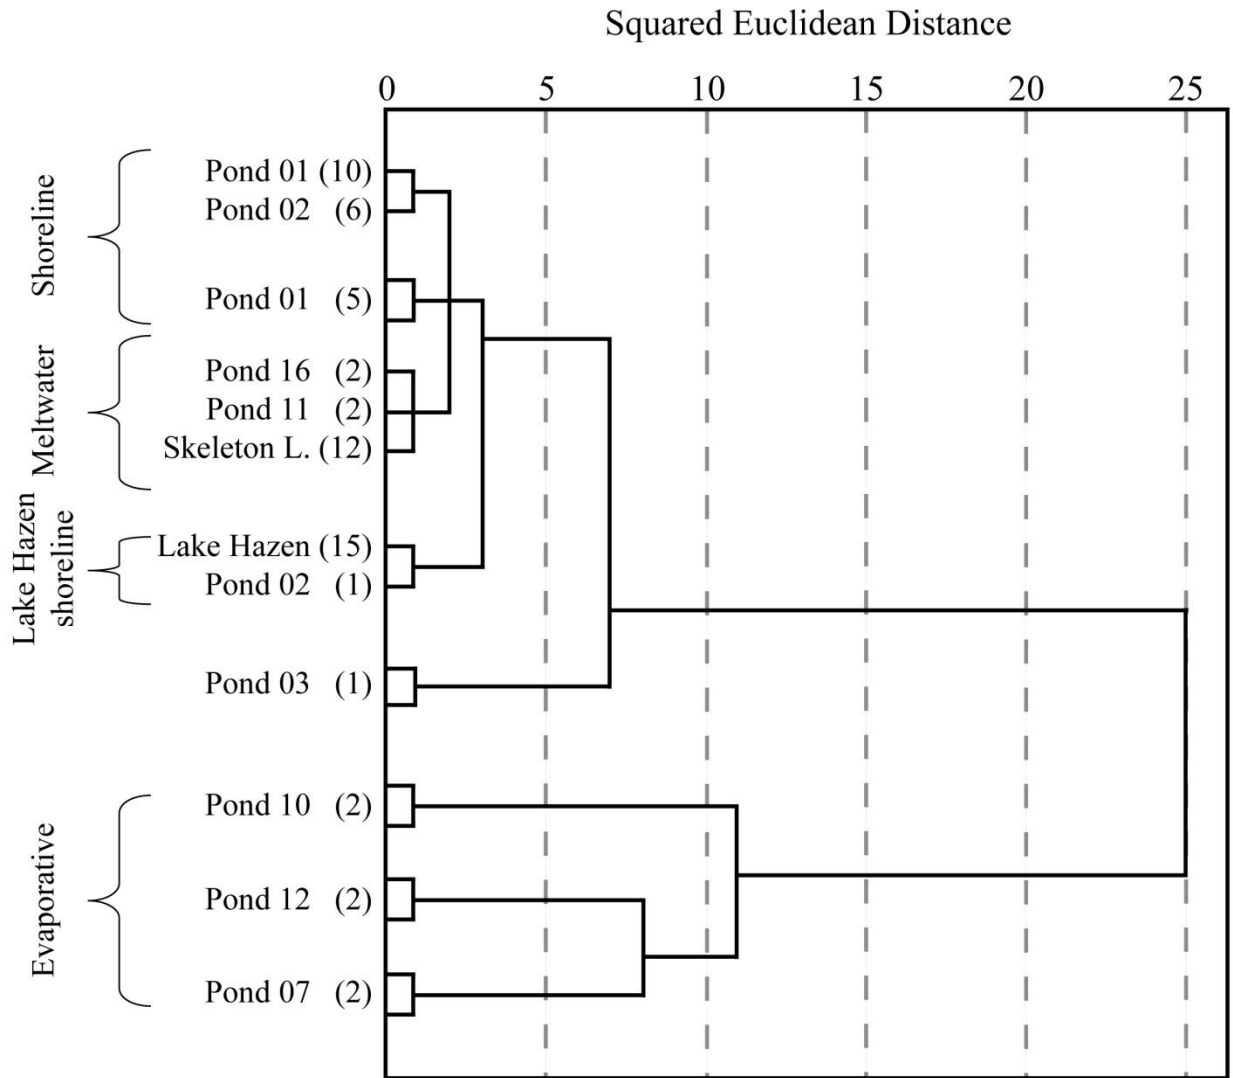 Squared Euclidean Distance
0 5 10 15 20 25
Shoreline
Pond 01 (10)
Pond 02 (6)
Pond 01 (5)
Meltwater
Pond 16 (2)
Pond 11 (2)
Skeleton L. (12)
Lake Hazen
shoreline
Lake Hazen (15)
Pond 02 (1)
Pond 03 (1)
Evaporative
Pond 10 (2)
Pond 12 (2)
Pond 07 (2)